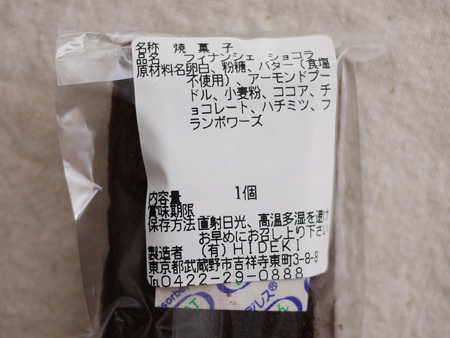 名称　焼菓子
品名　フィナンシェ　ショコラ
原材料名卵白、粉糖、バター（食塩
不使用）、アーモンドプー
ドル、小麦粉、ココア、チ
ョコレート、ハチミツ、フ
ランボワーズ
内容量　1個
賞味期限
保存方法直射日光、高温多湿を避け
お早めにお召し上り下さい
製造者　（有）HIDEKI
東京都武蔵野市吉祥寺東町3-8-8
℡0422-29-0888